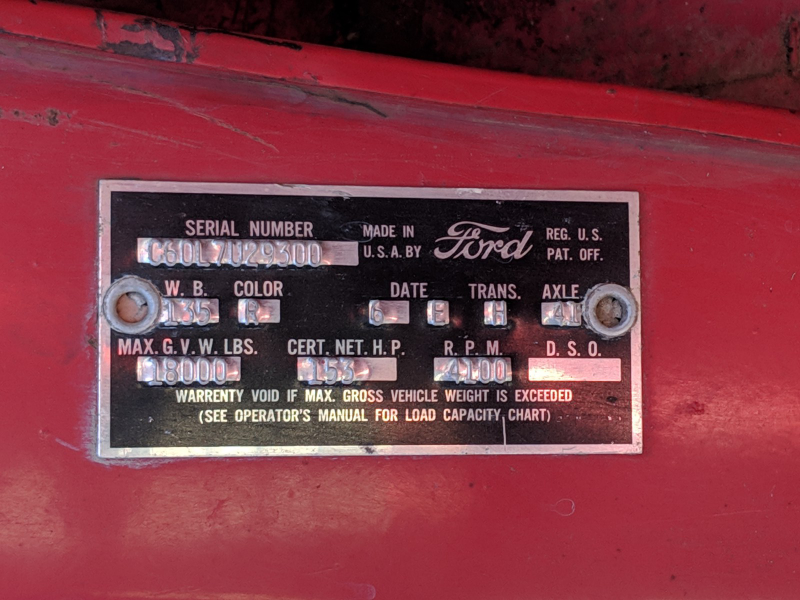 SERIAL NUMBER MADE IN Ford REG. U.S.
C60L7U29300 U.S.A. BY PAT. OFF.
W. B. COLOR DATE TRANS. AXLE
135 R 6 E H 41
MAX. G. V. W. LBS. CERT. NET. H. P. R. P. M. D. S. O.
18000 153 4100
WARRENTY VOID IF MAX. GROSS VEHICLE WEIGHT IS EXCEEDED
(SEE OPERATOR'S MANUAL FOR LOAD CAPACITY CHART)